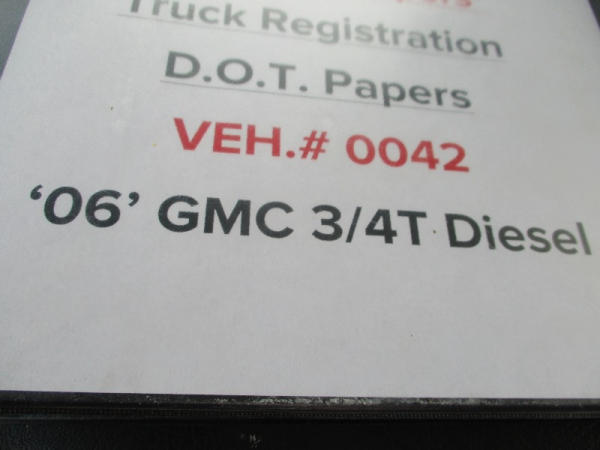 Truck Registration
D.O.T. Papers
VEH.# 0042
‘06’ GMC 3/4T Diesel